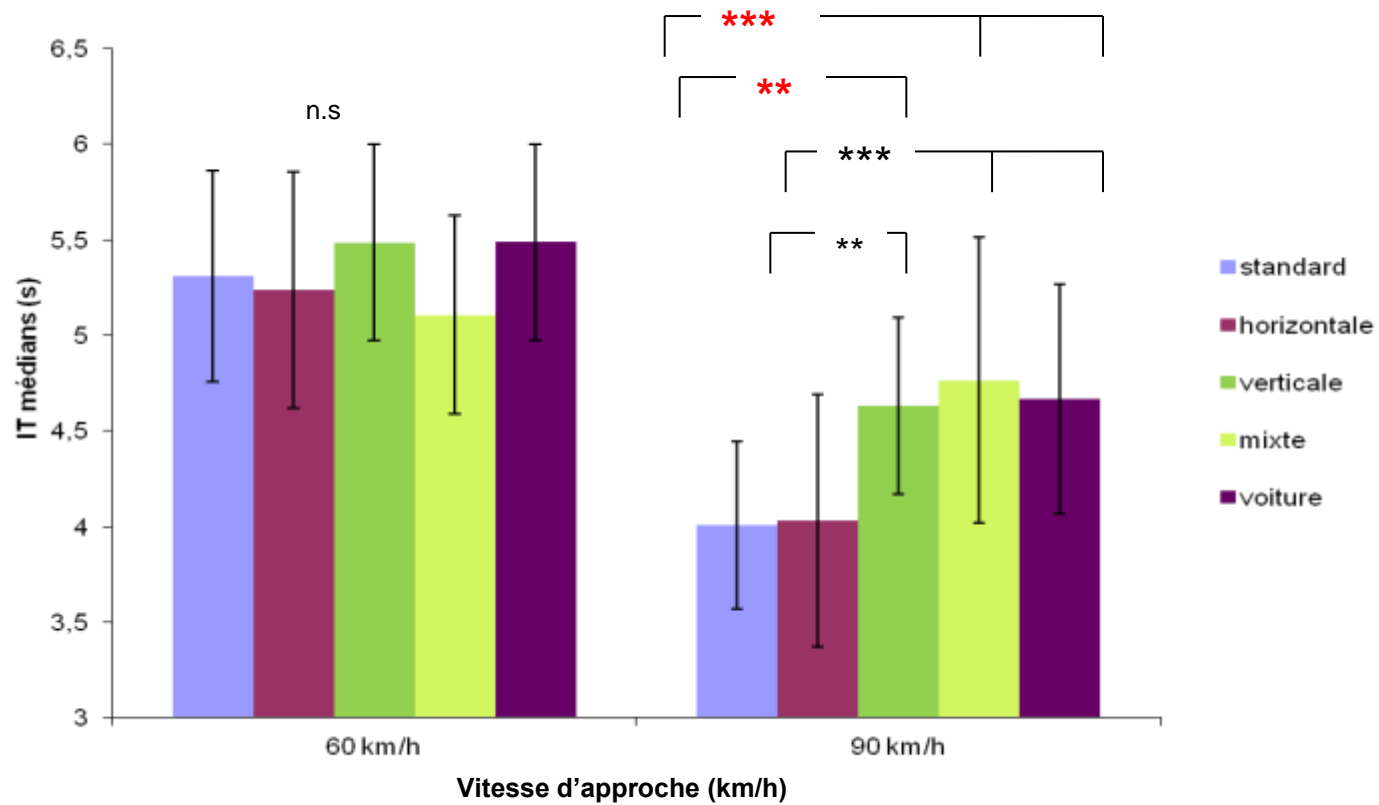 ***
6,5
**
n.s
6
***
5,5
**
standard
5
horizontale
verticale
4,5
mixte
4
voiture
3,5
3
IT médians (s)
60 km/h
90 km/h
Vitesse d'approche (km/h)